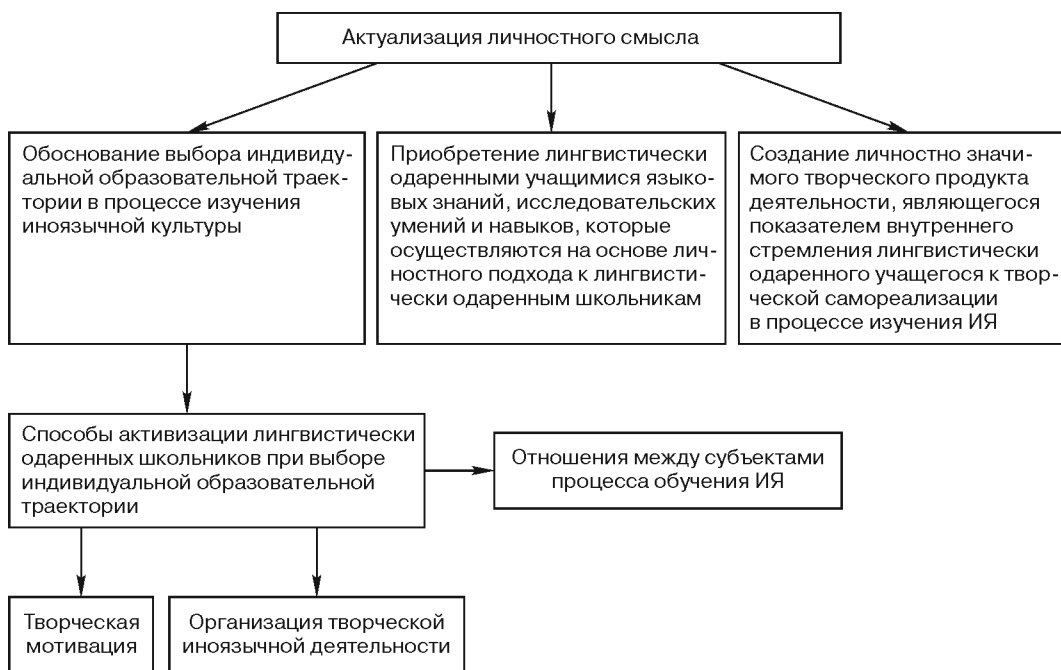 Актуализация личностного смысла
Обоснование выбора индивиду-
альной образовательной траек-
тории в процессе изучения
иноязычной культуры
Приобретение лингвистически
одаренными учащимися языко-
вых знаний, исследовательских
умений и навыков, которые
осуществляются на основе лич-
ностного подхода к лингвисти-
чески одаренным школьникам
Создание личностно значи-
мого творческого продукта
деятельности, являющегося
показателем внутреннего
стремления лингвистически
одаренного учащегося к твор-
ческой самореализации
в процессе изучения ИЯ
Способы активизации лингвистически
одаренных школьников при выборе
индивидуальной образовательной
траектории
Отношения между субъектами
процесса обучения ИЯ
Творческая
мотивация
Организация творческой
иноязычной деятельности